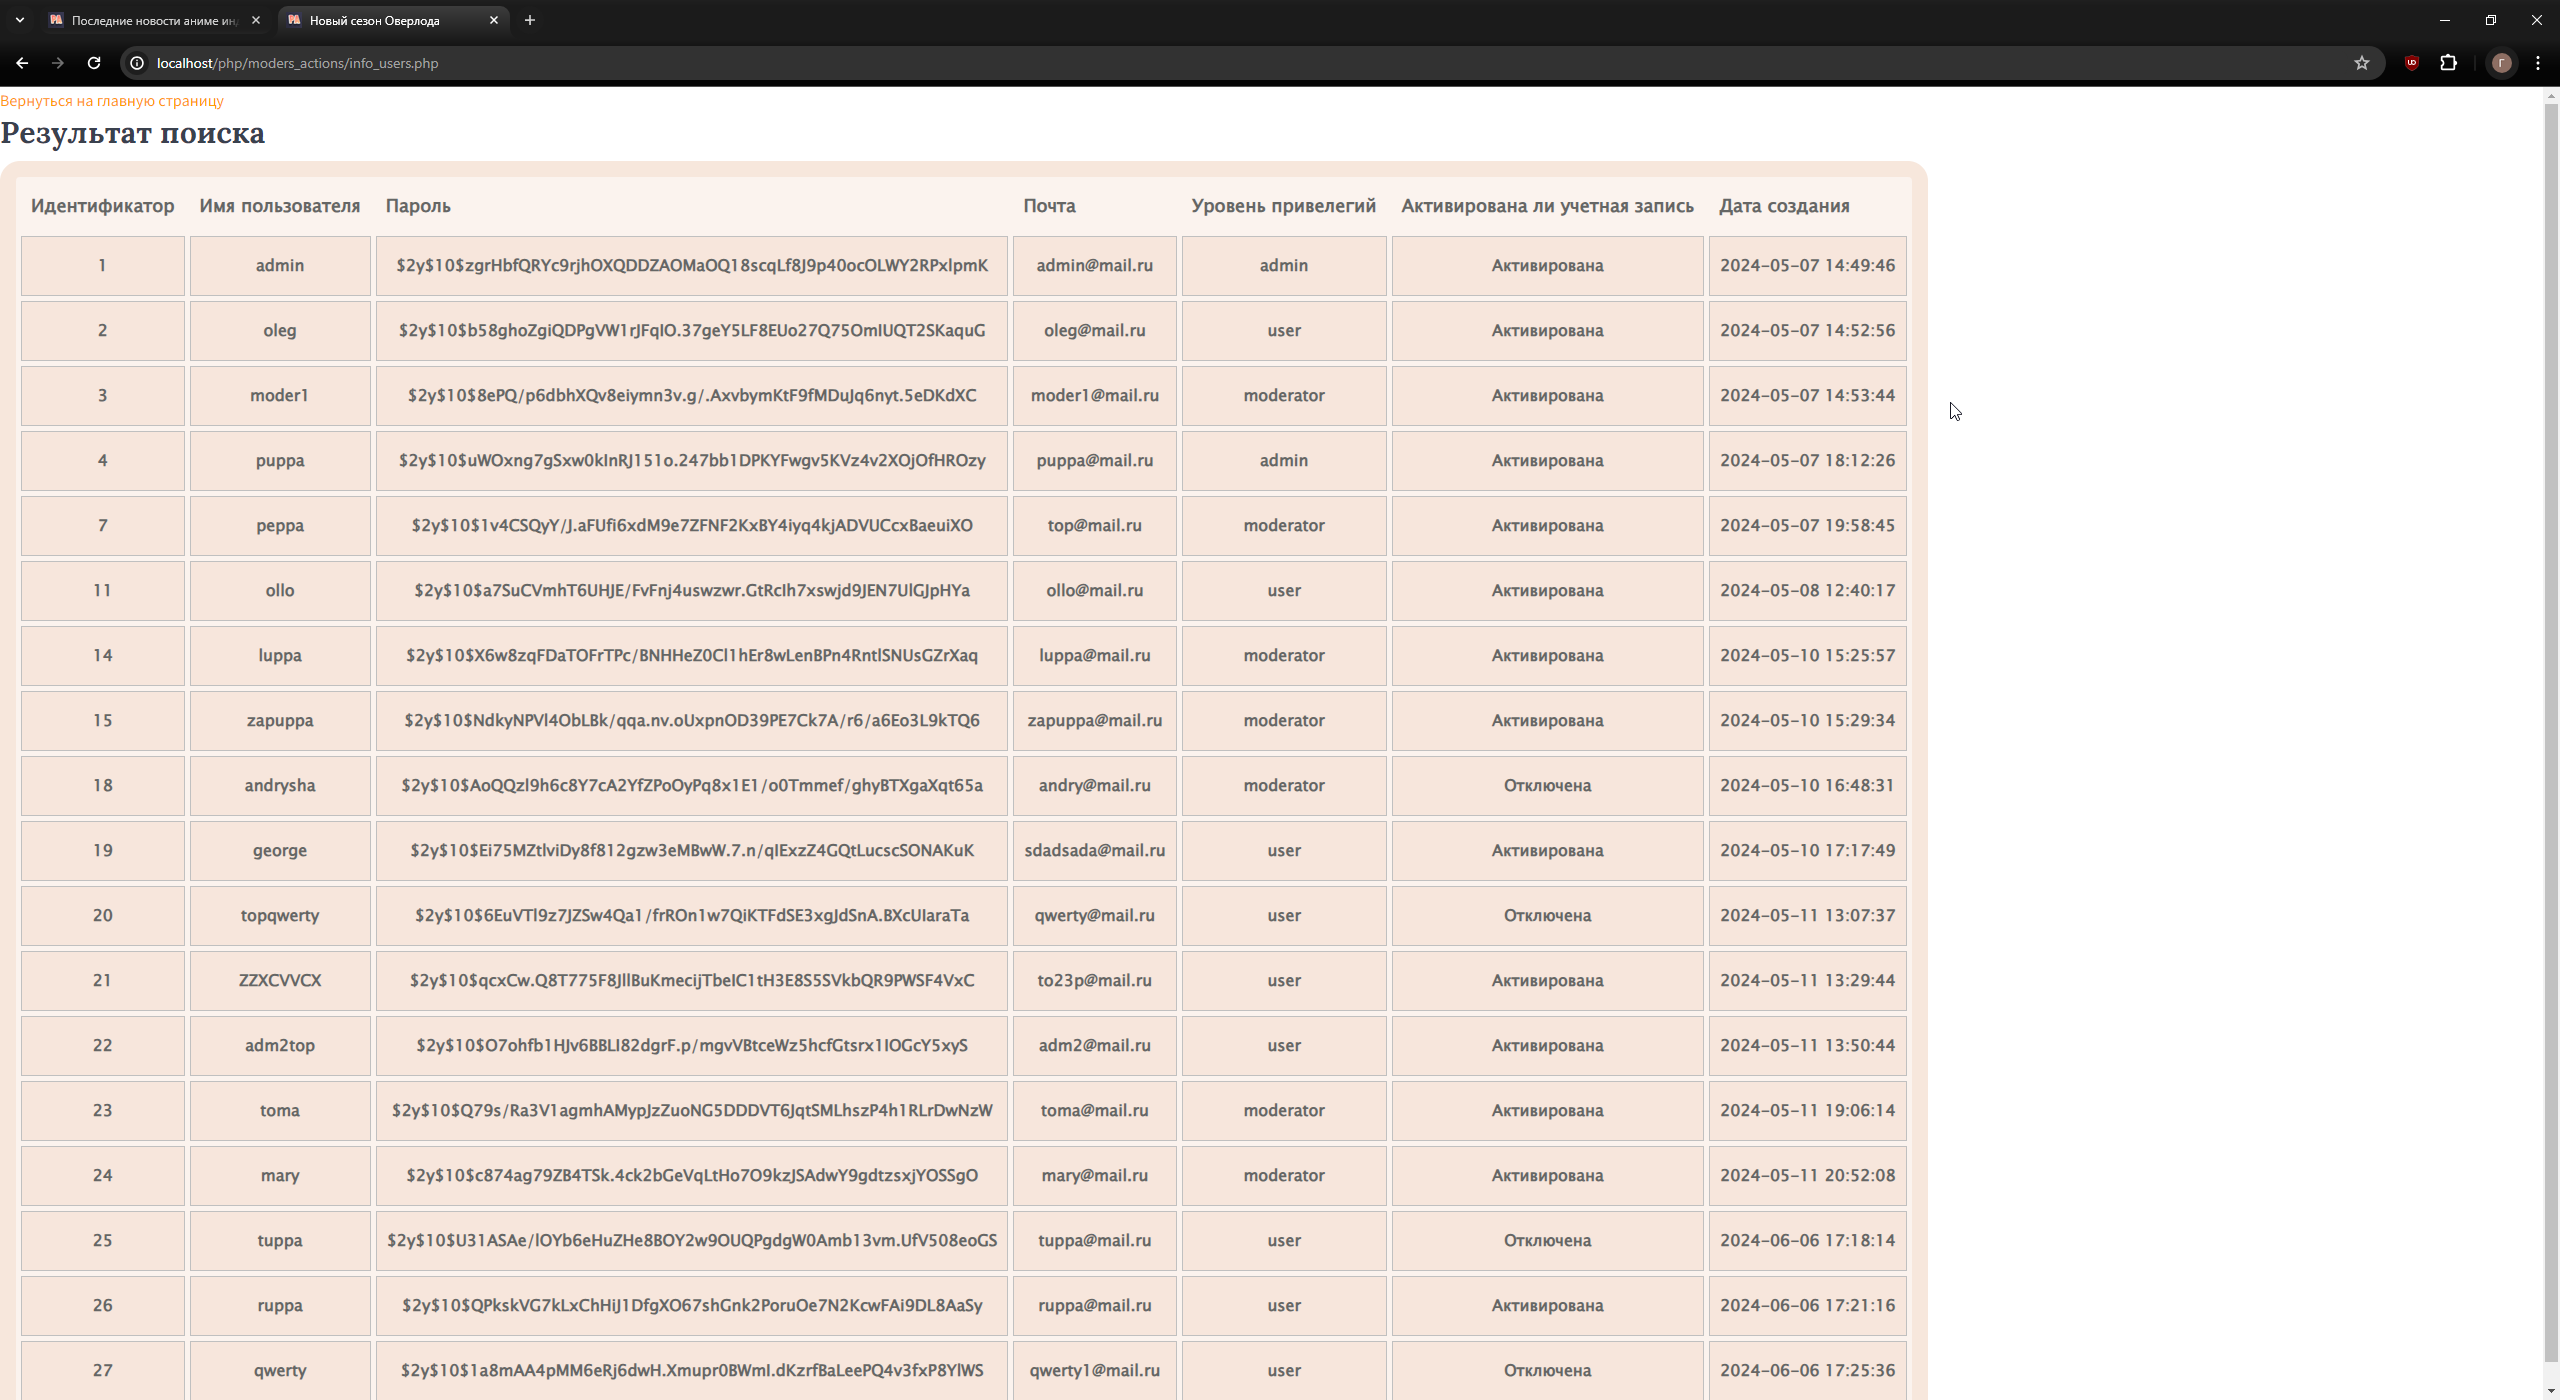 Последние новости аниме инд
Новый сезон Оверлода
localhost/php/moders_actions/info_users.php
Вернуться на главную страницу
Результат поиска
Идентификатор Имя пользователя Пароль Почта Уровень привелегий Активирована ли учетная запись Дата создания
1 admin $2y$10$zgrHbfQRYc9rjhOXQDDZAOMaOQ18scqLf8J9p40ocOLWY2RPxlpmK admin@mail.ru admin Активирована 2024-05-07 14:49:46
2 oleg $2y$10$b58ghoZgiQDPgVW1rJFqIO.37geY5LF8EUo27Q75OmIUQT2SKaquG oleg@mail.ru user Активирована 2024-05-07 14:52:56
3 moder1 $2y$10$8ePQ/p6dbhXQv8eiymn3v.g/.AxvbymKtF9fMDuJq6nyt.5eDKdXC moder1@mail.ru moderator Активирована 2024-05-07 14:53:44
4 puppa $2y$10$uWOxng7gSxw0kInRJ151o.247bb1DPKYFwgv5KVz4v2XOjOfHROzy puppa@mail.ru admin Активирована 2024-05-07 18:12:26
7 peppa $2y$10$1v4CSQyY/J.aFUfi6xdM9e7ZFNF2KxBY4iyq4kjADVUCcxBaeuiXO top@mail.ru moderator Активирована 2024-05-07 19:58:45
11 ollo $2y$10$a7SuCVmhT6UHJE/FvFnj4uswzwr.GtRclh7xswjd9JEN7UlGJpHYa ollo@mail.ru user Активирована 2024-05-08 12:40:17
14 luppa $2y$10$X6w8zqFDaTOFrTPc/BNHHeZ0Cl1hEr8wLenBPn4RntlSNUsGZrXaq luppa@mail.ru moderator Активирована 2024-05-10 15:25:57
15 zapuppa $2y$10$NdkyNPVl4ObLBk/qqa.nv.oUxpnOD39PE7Ck7A/r6/a6Eo3L9kTQ6 zapuppa@mail.ru moderator Активирована 2024-05-10 15:29:34
18 andrysha $2y$10$AoQQzl9h6c8Y7cA2YfZPoOyPq8x1E1/o0Tmmef/ghyBTXgaXqt65a andry@mail.ru moderator Отключена 2024-05-10 16:48:31
19 george $2y$10$Ei75MZtlviDy8f812gzw3eMBwW.7.n/qlExzZ4GQtLucscSONAKuK sdadsada@mail.ru user Активирована 2024-05-10 17:17:49
20 topqwerty $2y$10$6EuVTl9z7JZSw4Qa1/frROn1w7QiKTFdSE3xgJdSnA.BXcUIaraTa qwerty@mail.ru user Отключена 2024-05-11 13:07:37
21 ZZXCVVCX $2y$10$qcxCw.Q8T775F8JllBuKmecijTbelC1tH3E8S5SVkbQR9PWSF4VxC to23p@mail.ru user Активирована 2024-05-11 13:29:44
22 adm2top $2y$10$O7ohfb1HJv6BBLI82dgrF.p/mgvVBtceWz5hcfGtsrx1IOGcY5xyS adm2@mail.ru user Активирована 2024-05-11 13:50:44
23 toma $2y$10$Q79s/Ra3V1agmhAMypJzZuoNG5DDDVT6JqtSMLhszP4h1RLrDwNzW toma@mail.ru moderator Активирована 2024-05-11 19:06:14
24 mary $2y$10$c874ag79ZB4TSk.4ck2bGeVqLtHo7O9kzJSAdwY9gdtzsxjYOSSgO mary@mail.ru moderator Активирована 2024-05-11 20:52:08
25 tuppa $2y$10$U31ASAe/lOYb6eHuZHe8BOY2w9OUQPgdgW0Amb13vm.UfV508eoGS tuppa@mail.ru user Отключена 2024-06-06 17:18:14
26 ruppa $2y$10$QPkskVG7kLxChHiJ1DfgXO67shGnk2PoruOe7N2KcwFAi9DL8AaSy ruppa@mail.ru user Активирована 2024-06-06 17:21:16
27 qwerty $2y$10$1a8mAA4pMM6eRj6dwH.Xmupr0BWmI.dKzrfBaLeePQ4v3fxP8YlWS qwerty1@mail.ru user Отключена 2024-06-06 17:25:36